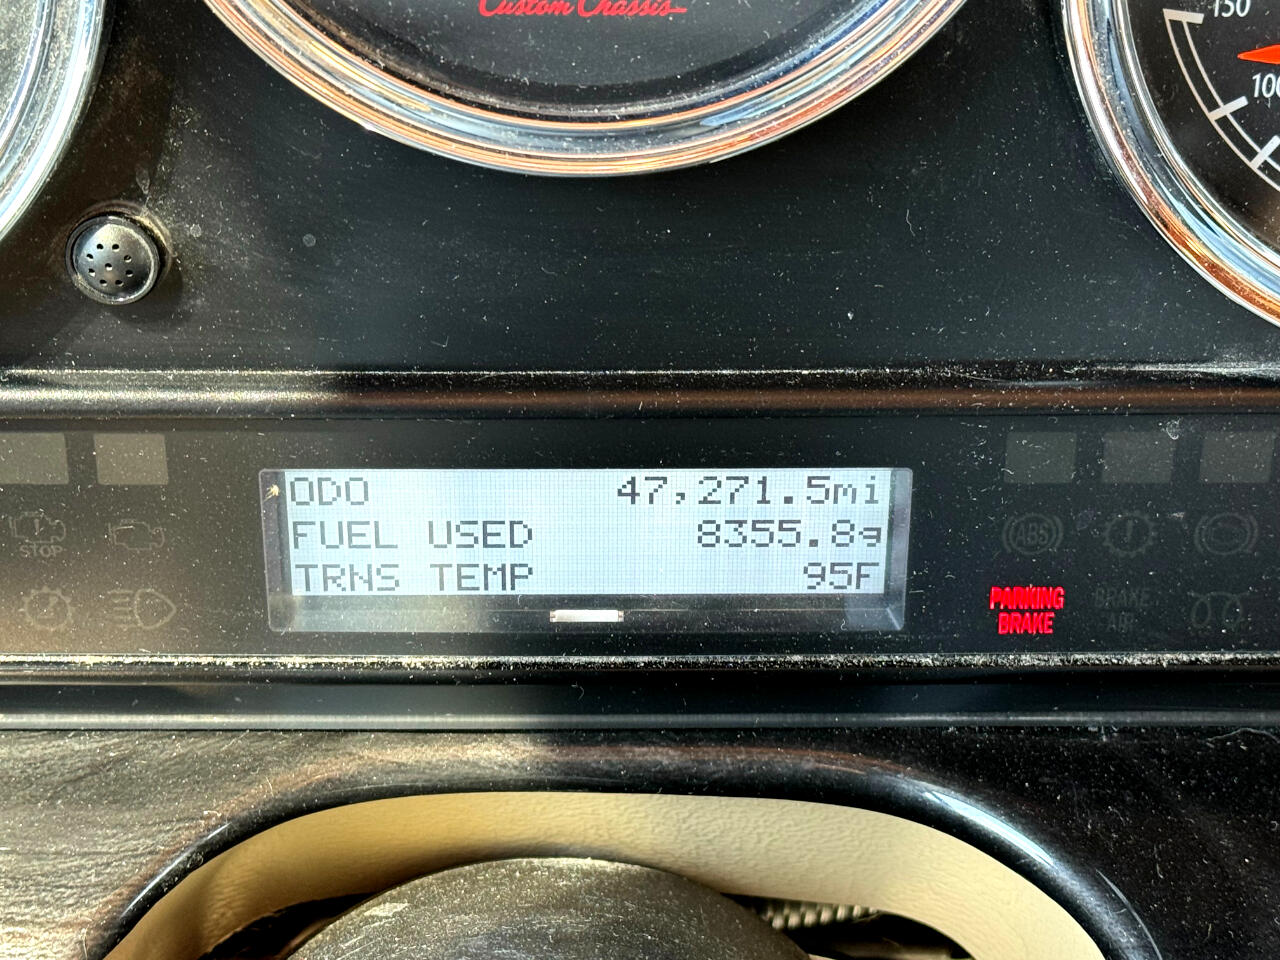 Custom Chassis
150
100
ODO 47,271.5mi
FUEL USED 8355.8g
TRNS TEMP 95F
STOP
ABS
PARKING
BRAKE
BRAKE
AIR